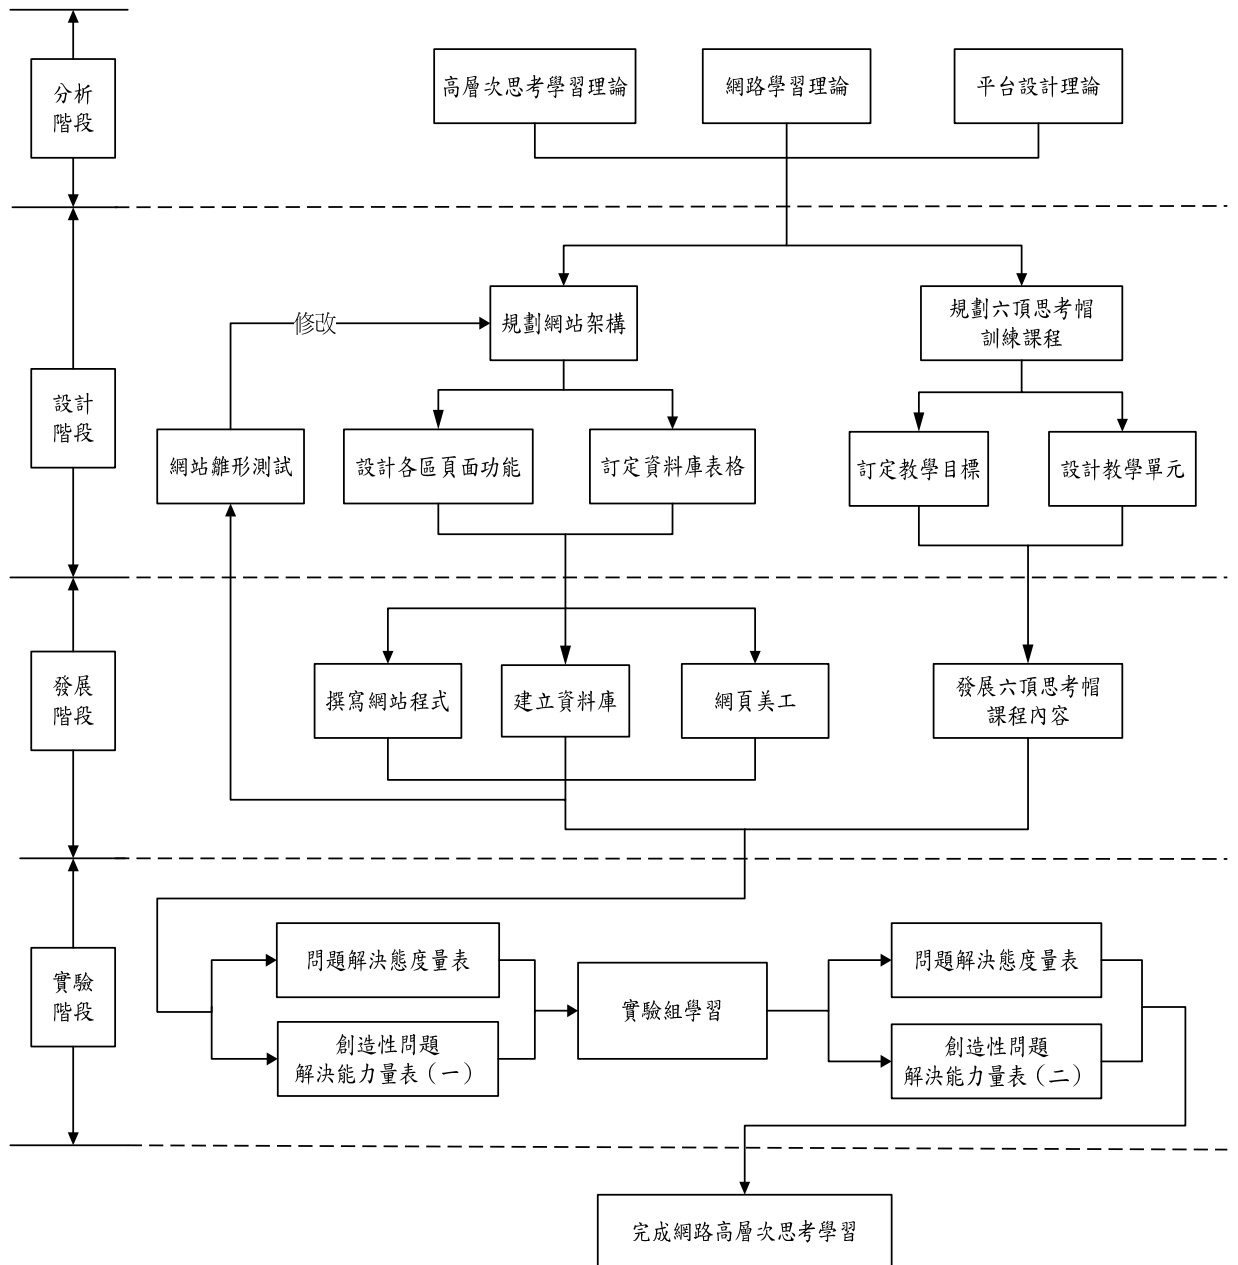 分析
階段
高層次思考學習理論
網路學習理論
平台設計理論
設計
階段
修改
規劃網站架構
規劃六頂思考帽
訓練課程
網站雛形測試
設計各區頁面功能
訂定資料庫表格
訂定教學目標
設計教學單元
發展
階段
撰寫網站程式
建立資料庫
網頁美工
發展六頂思考帽
課程內容
實驗
階段
問題解決態度量表
創造性問題
解決能力量表（一）
實驗組學習
問題解決態度量表
創造性問題
解決能力量表（二）
完成網路高層次思考學習